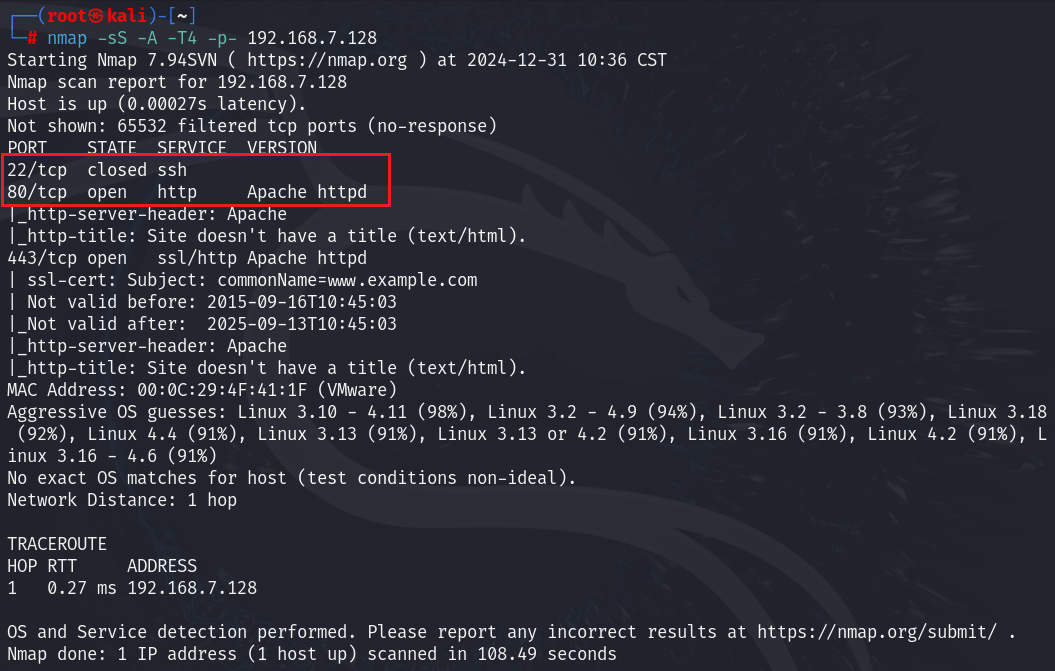 ┌──(root㉿kali)-[~]
└─# nmap -sS -A -T4 -p- 192.168.7.128
Starting Nmap 7.94SVN ( https://nmap.org ) at 2024-12-31 10:36 CST
Nmap scan report for 192.168.7.128
Host is up (0.00027s latency).
Not shown: 65532 filtered tcp ports (no-response)
PORT    STATE  SERVICE  VERSION
22/tcp  closed ssh
80/tcp  open   http     Apache httpd
|_http-server-header: Apache
|_http-title: Site doesn't have a title (text/html).
443/tcp open   ssl/http Apache httpd
| ssl-cert: Subject: commonName=www.example.com
| Not valid before: 2015-09-16T10:45:03
|_Not valid after:  2025-09-13T10:45:03
|_http-server-header: Apache
|_http-title: Site doesn't have a title (text/html).
MAC Address: 00:0C:29:4F:41:1F (VMware)
Aggressive OS guesses: Linux 3.10 - 4.11 (98%), Linux 3.2 - 4.9 (94%), Linux 3.2 - 3.8 (93%), Linux 3.18
 (92%), Linux 4.4 (91%), Linux 3.13 (91%), Linux 3.13 or 4.2 (91%), Linux 3.16 (91%), Linux 4.2 (91%), L
inux 3.16 - 4.6 (91%)
No exact OS matches for host (test conditions non-ideal).
Network Distance: 1 hop

TRACEROUTE
HOP RTT     ADDRESS
1   0.27 ms 192.168.7.128

OS and Service detection performed. Please report any incorrect results at https://nmap.org/submit/ .
Nmap done: 1 IP address (1 host up) scanned in 108.49 seconds